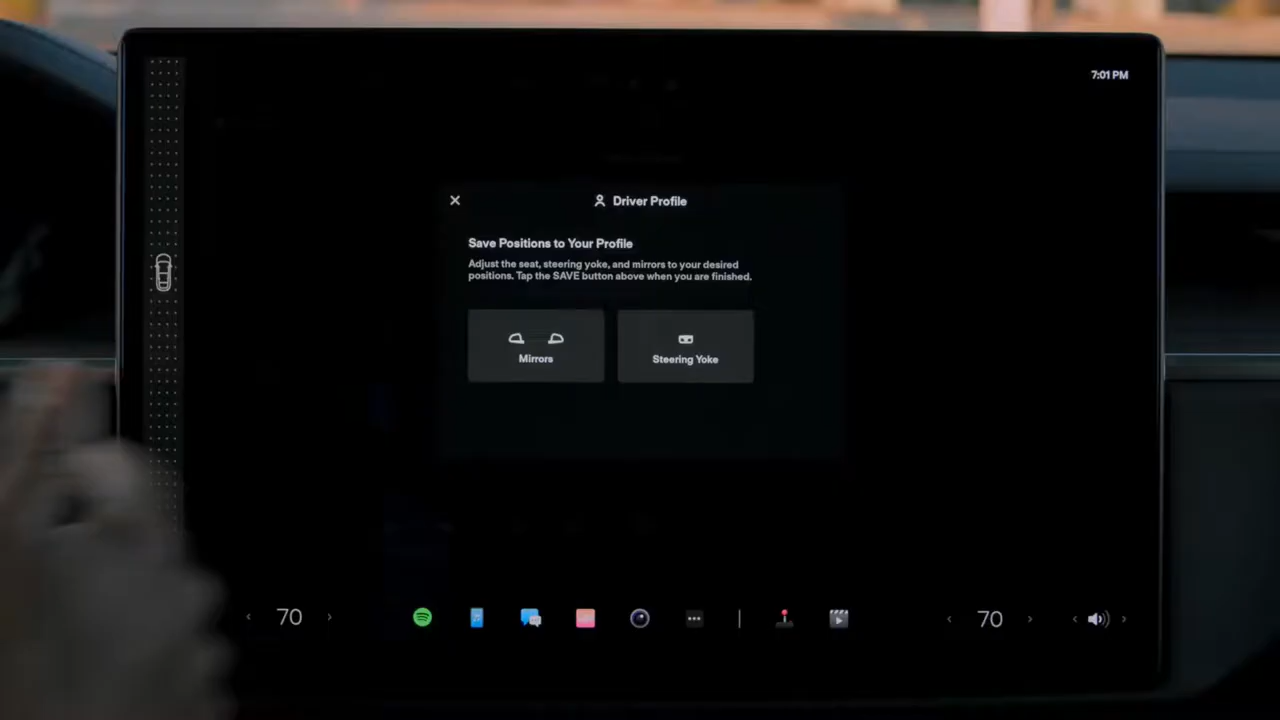 7:01 PM
Driver Profile
Save Positions to Your Profile
Adjust the seat, steering yoke, and mirrors to your desired
positions. Tap the SAVE button above when you are finished.
Mirrors
Steering Yoke
70
70